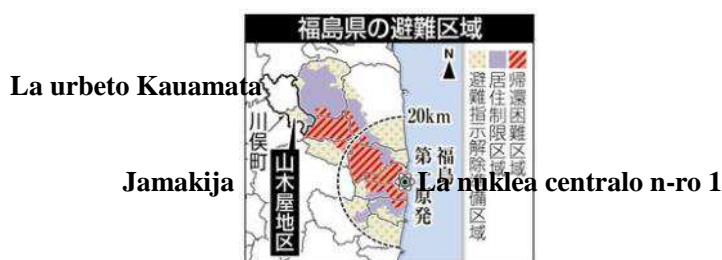 福島県の避難区域
N
帰還困難区域
居住制限区域
避難指示解除準備区域
La urbeto Kauamata
20km
川俣町
福島
第一原発
Jamakija
山木屋地区
La nuklea centralo n-ro 1